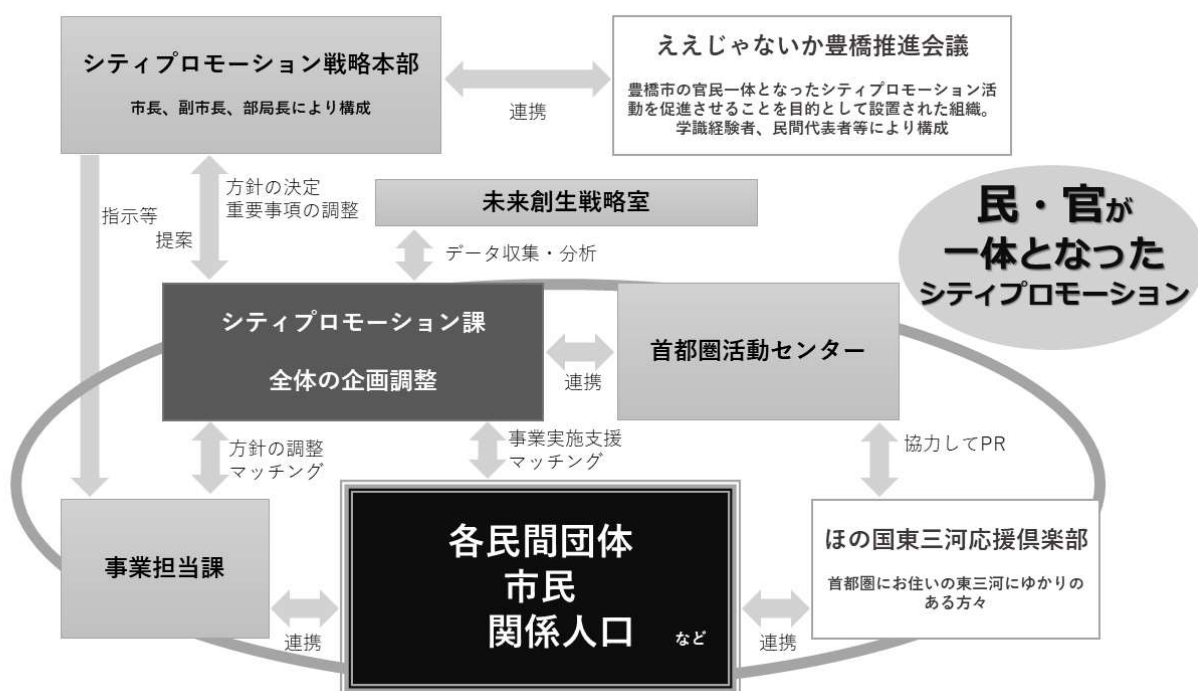 シティプロモーション戦略本部
市長、副市長、部局長により構成
連携
ええじゃないか豊橋推進会議
豊橋市の官民一体となったシティプロモーション活
動を促進させることを目的として設置された組織。
学識経験者、民間代表者等により構成
民・官が
一体となった
シティプロモーション
指示等
提案
方針の決定
重要事項の調整
未来創生戦略室
データ収集・分析
シティプロモーション課
全体の企画調整
連携
首都圏活動センター
方針の調整
マッチング
事業実施支援
マッチング
協力してPR
事業担当課
連携
各民間団体
市民
関係人口 など
連携
ほの国東三河応援倶楽部
首都圏にお住いの東三河にゆかりの
ある方々